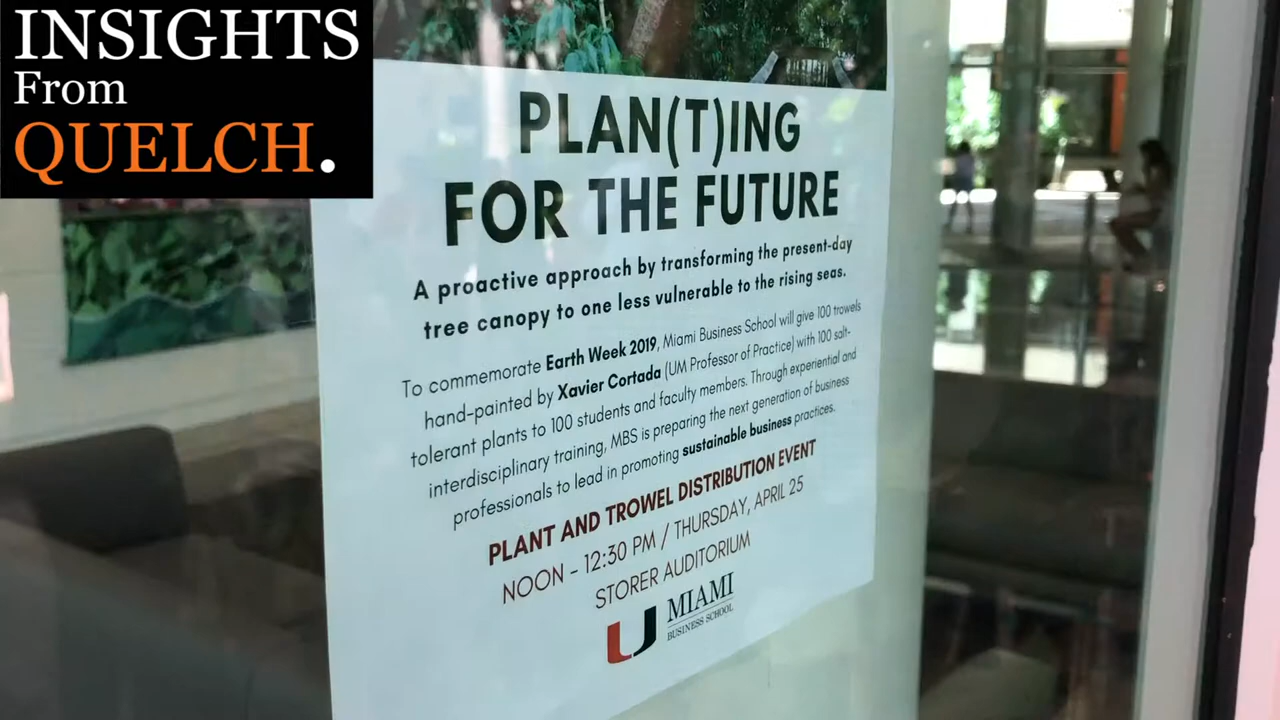 INSIGHTS
From
QUELCH.
PLAN(T)ING
FOR THE FUTURE
A proactive approach by transforming the present-day
tree canopy to one less vulnerable to the rising seas.
To commemorate Earth Week 2019, Miami Business School will give 100 trowels
hand-painted by Xavier Cortada (UM Professor of Practice) with 100 salt-
tolerant plants to 100 students and faculty members. Through experiential and
interdisciplinary training, MBS is preparing the next generation of business
professionals to lead in promoting sustainable business practices.
PLANT AND TROWEL DISTRIBUTION EVENT
NOON - 12:30 PM / THURSDAY, APRIL 25
STORER AUDITORIUM
MIAMI
BUSINESS SCHOOL